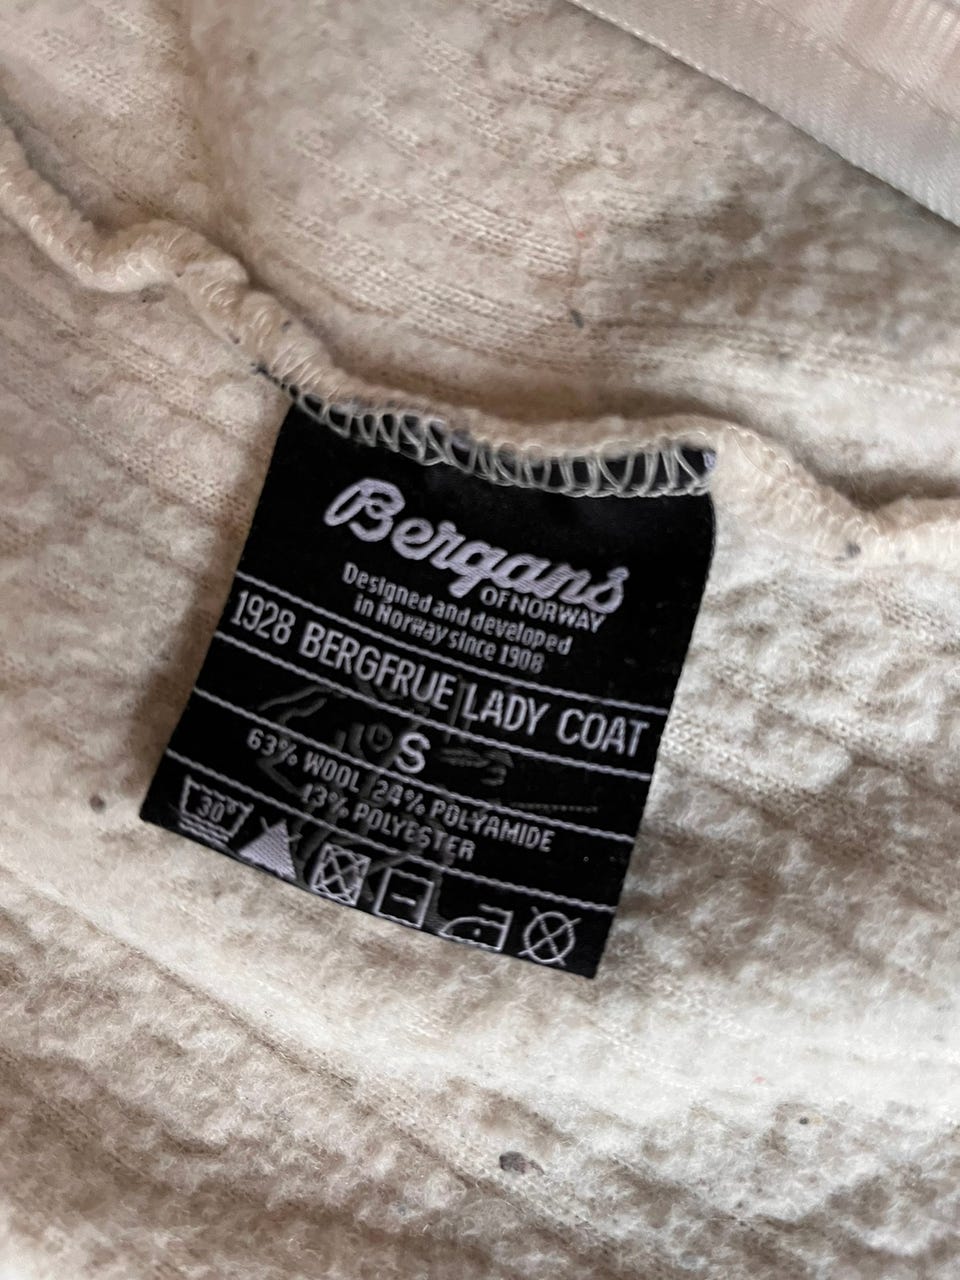 Bergans
OF NORWAY
Designed and developed
in Norway since 1908
1928 BERGFRUE LADY COAT
S
63% WOOL 24% POLYAMIDE
13% POLYESTER
30°